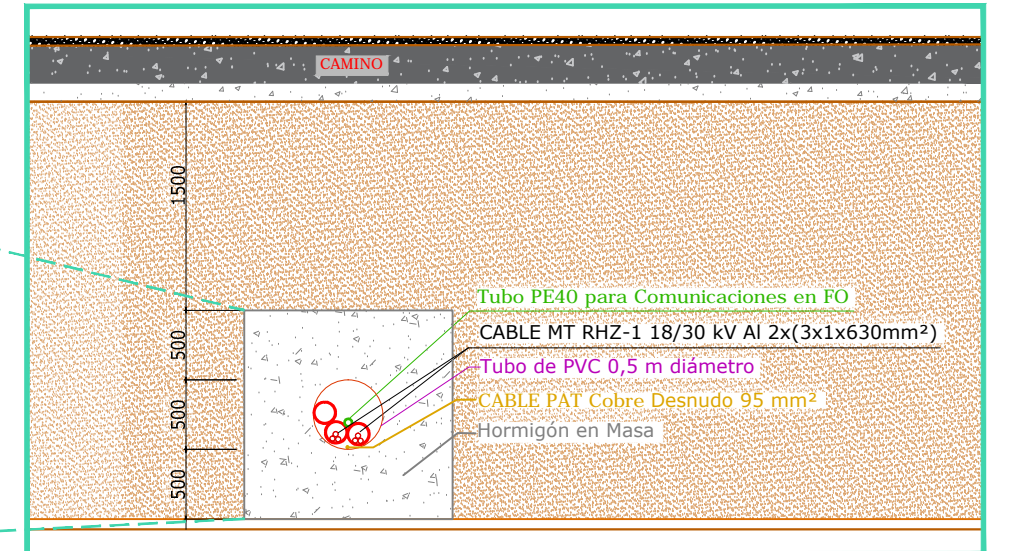 CAMINO
1500
Tubo PE40 para Comunicaciones en FO
CABLE MT RHZ-1 18/30 kV Al 2x(3x1x630mm²)
500
Tubo de PVC 0,5 m diámetro
CABLE PAT Cobre Desnudo 95 mm²
500
Hormigón en Masa
500